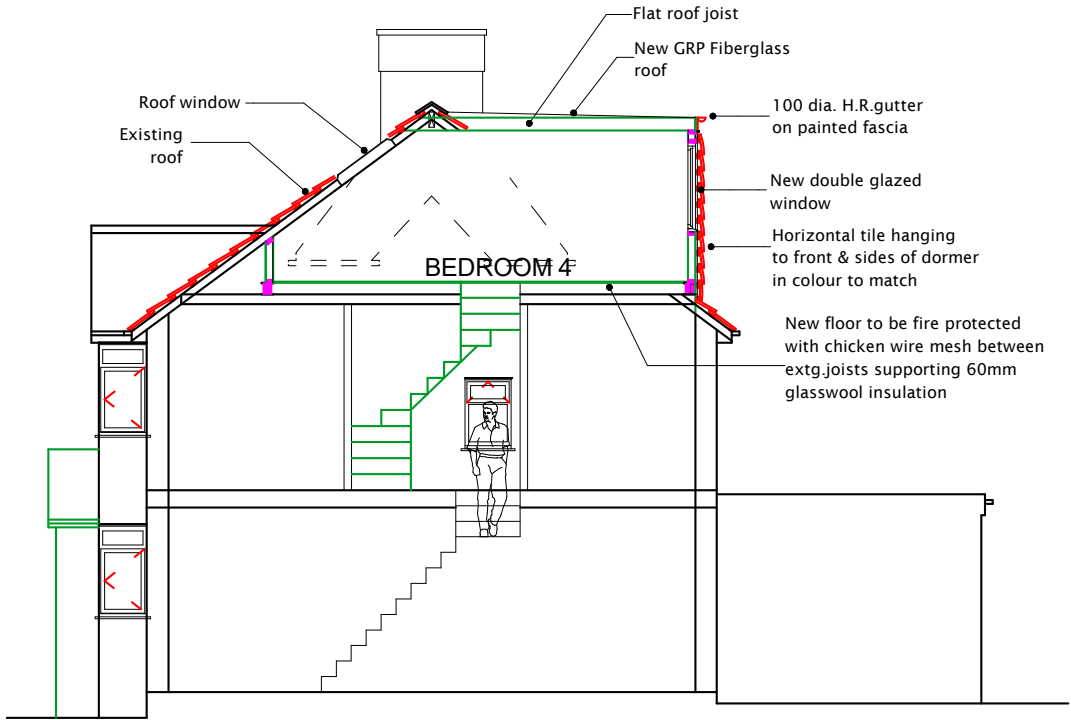 Flat roof joist
New GRP Fiberglass
roof
Roof window
100 dia. H.R.gutter
on painted fascia
Existing
roof
New double glazed
window
Horizontal tile hanging
to front & sides of dormer
in colour to match
BEDROOM 4
New floor to be fire protected
with chicken wire mesh between
extg.joists supporting 60mm
glasswool insulation